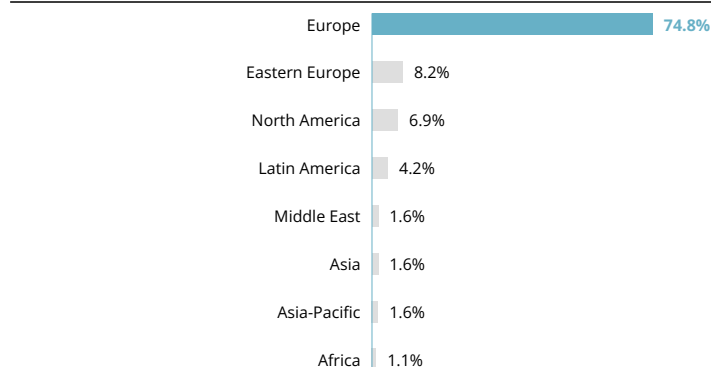 Europe 74.8%
Eastern Europe 8.2%
North America 6.9%
Latin America 4.2%
Middle East 1.6%
Asia 1.6%
Asia-Pacific 1.6%
Africa 1.1%